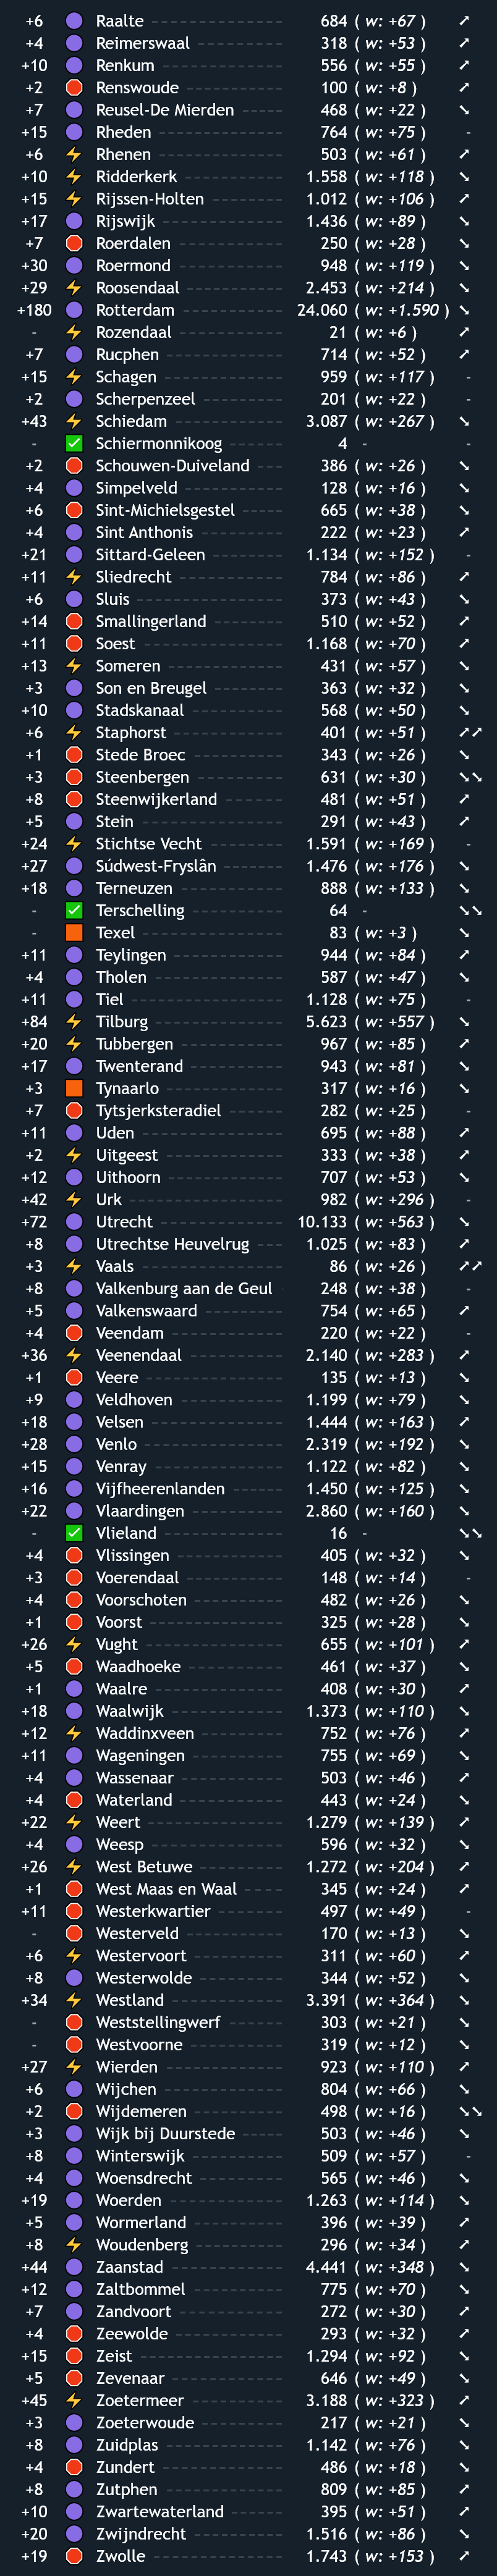 +6 Raalte 684 ( w: +67 )
+4 Reimerswaal 318 ( w: +53 )
+10 Renkum 556 ( w: +55 )
+2 Renswoude 100 ( w: +8 )
+7 Reusel-De Mierden 468 ( w: +22 )
+15 Rheden 764 ( w: +75 ) -
+6 Rhenen 503 ( w: +61 )
+10 Ridderkerk 1.558 ( w: +118 )
+15 Rijssen-Holten 1.012 ( w: +106 )
+17 Rijswijk 1.436 ( w: +89 )
+7 Roerdalen 250 ( w: +28 )
+30 Roermond 948 ( w: +119 )
+29 Roosendaal 2.453 ( w: +214 )
+180 Rotterdam 24.060 ( w: +1.590 )
- Rozendaal 21 ( w: +6 )
+7 Rucphen 714 ( w: +52 )
+15 Schagen 959 ( w: +117 ) -
+2 Scherpenzeel 201 ( w: +22 ) -
+43 Schiedam 3.087 ( w: +267 )
- Schiermonnikoog 4 - -
+2 Schouwen-Duiveland 386 ( w: +26 )
+4 Simpelveld 128 ( w: +16 )
+6 Sint-Michielsgestel 665 ( w: +38 )
+4 Sint Anthonis 222 ( w: +23 )
+21 Sittard-Geleen 1.134 ( w: +152 ) -
+11 Sliedrecht 784 ( w: +86 )
+6 Sluis 373 ( w: +43 )
+14 Smallingerland 510 ( w: +52 )
+11 Soest 1.168 ( w: +70 )
+13 Someren 431 ( w: +57 )
+3 Son en Breugel 363 ( w: +32 )
+10 Stadskanaal 568 ( w: +50 )
+6 Staphorst 401 ( w: +51 )
+1 Stede Broec 343 ( w: +26 )
+3 Steenbergen 631 ( w: +30 )
+8 Steenwijkerland 481 ( w: +51 )
+5 Stein 291 ( w: +43 )
+24 Stichtse Vecht 1.591 ( w: +169 ) -
+27 Súdwest-Fryslân 1.476 ( w: +176 )
+18 Terneuzen 888 ( w: +133 )
- Terschelling 64 -
- Texel 83 ( w: +3 )
+11 Teylingen 944 ( w: +84 )
+4 Tholen 587 ( w: +47 )
+11 Tiel 1.128 ( w: +75 ) -
+84 Tilburg 5.623 ( w: +557 )
+20 Tubbergen 967 ( w: +85 )
+17 Twenterand 943 ( w: +81 )
+3 Tynaarlo 317 ( w: +16 )
+7 Tytsjerksteradiel 282 ( w: +25 ) -
+11 Uden 695 ( w: +88 )
+2 Uitgeest 333 ( w: +38 )
+12 Uithoorn 707 ( w: +53 )
+42 Urk 982 ( w: +296 ) -
+72 Utrecht 10.133 ( w: +563 )
+8 Utrechtse Heuvelrug 1.025 ( w: +83 )
+3 Vaals 86 ( w: +26 )
+8 Valkenburg aan de Geul 248 ( w: +38 ) -
+5 Valkenswaard 754 ( w: +65 )
+4 Veendam 220 ( w: +22 ) -
+36 Veenendaal 2.140 ( w: +283 )
+1 Veere 135 ( w: +13 )
+9 Veldhoven 1.199 ( w: +79 )
+18 Velsen 1.444 ( w: +163 )
+28 Venlo 2.319 ( w: +192 )
+15 Venray 1.122 ( w: +82 )
+16 Vijfheerenlanden 1.450 ( w: +125 )
+22 Vlaardingen 2.860 ( w: +160 )
- Vlieland 16 -
+4 Vlissingen 405 ( w: +32 )
+3 Voerendaal 148 ( w: +14 ) -
+4 Voorschoten 482 ( w: +26 )
+1 Voorst 325 ( w: +28 )
+26 Vught 655 ( w: +101 )
+5 Waadhoeke 461 ( w: +37 )
+1 Waalre 408 ( w: +30 )
+18 Waalwijk 1.373 ( w: +110 )
+12 Waddinxveen 752 ( w: +76 )
+11 Wageningen 755 ( w: +69 )
+4 Wassenaar 503 ( w: +46 )
+4 Waterland 443 ( w: +24 )
+22 Weert 1.279 ( w: +139 )
+4 Weesp 596 ( w: +32 )
+26 West Betuwe 1.272 ( w: +204 )
+1 West Maas en Waal 345 ( w: +24 )
+11 Westerkwartier 497 ( w: +49 ) -
- Westerveld 170 ( w: +13 )
+6 Westervoort 311 ( w: +60 )
+8 Westerwolde 344 ( w: +52 )
+34 Westland 3.391 ( w: +364 )
- Weststellingwerf 303 ( w: +21 )
- Westvoorne 319 ( w: +12 )
+27 Wierden 923 ( w: +110 )
+6 Wijchen 804 ( w: +66 )
+2 Wijdemeren 498 ( w: +16 )
+3 Wijk bij Duurstede 503 ( w: +46 )
+8 Winterswijk 509 ( w: +57 ) -
+4 Woensdrecht 565 ( w: +46 )
+19 Woerden 1.263 ( w: +114 )
+5 Wormerland 396 ( w: +39 )
+8 Woudenberg 296 ( w: +34 )
+44 Zaanstad 4.441 ( w: +348 )
+12 Zaltbommel 775 ( w: +70 )
+7 Zandvoort 272 ( w: +30 )
+4 Zeewolde 293 ( w: +32 )
+15 Zeist 1.294 ( w: +92 )
+5 Zevenaar 646 ( w: +49 )
+45 Zoetermeer 3.188 ( w: +323 )
+3 Zoeterwoude 217 ( w: +21 )
+8 Zuidplas 1.142 ( w: +76 )
+4 Zundert 486 ( w: +18 )
+8 Zutphen 809 ( w: +85 )
+10 Zwartewaterland 395 ( w: +51 )
+20 Zwijndrecht 1.516 ( w: +86 )
+19 Zwolle 1.743 ( w: +153 )